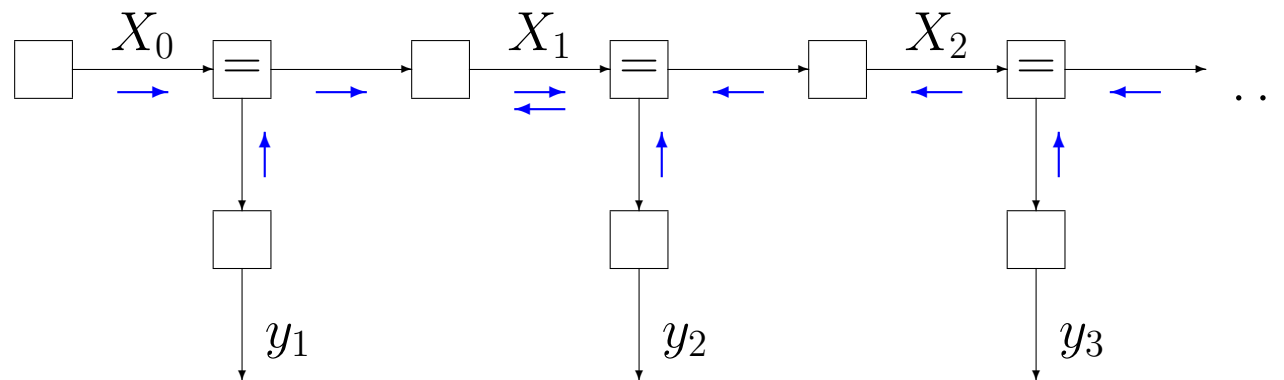 X₀ X₁ X₂
= = =
. .
y₁ y₂ y₃